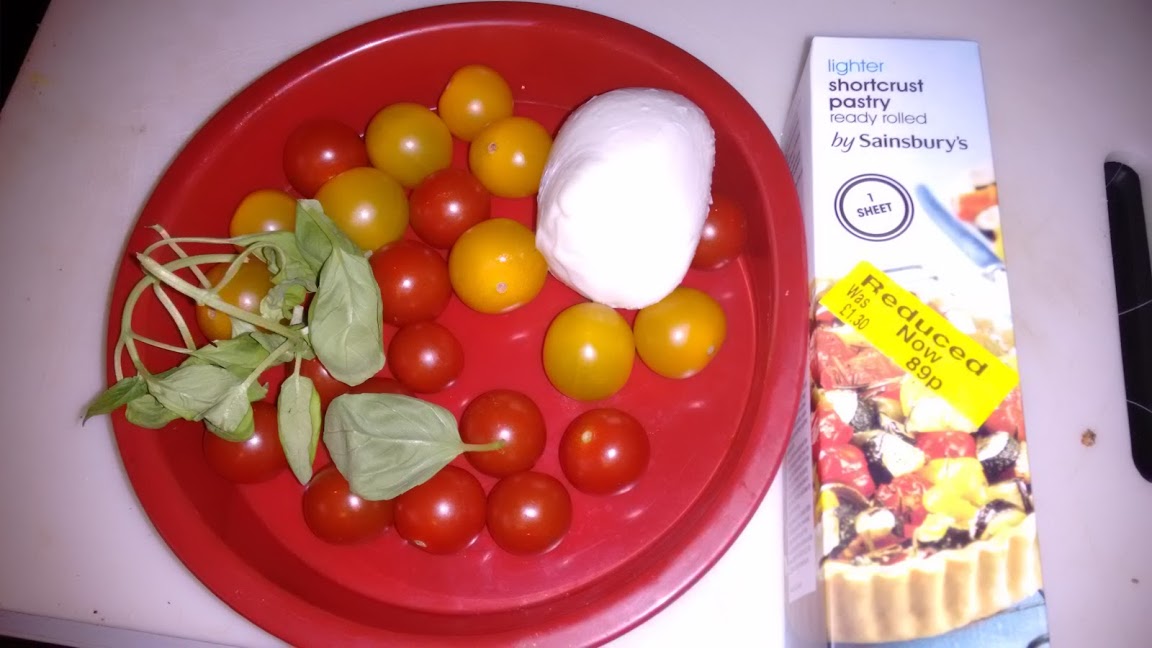 lighter
shortcrust
pastry
ready rolled
by Sainsbury's
1
SHEET
Reduced
Was Now
£1.30 89p